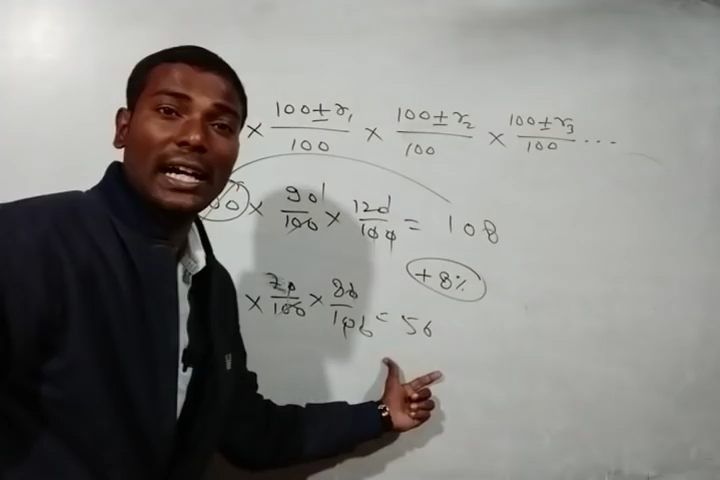 × 100±r₁/100 × 100±r₂/100 × 100±r₃/100 ...
× 90/100 × 120/100 = 108
+8%
× 70/100 × 80/100 = 56